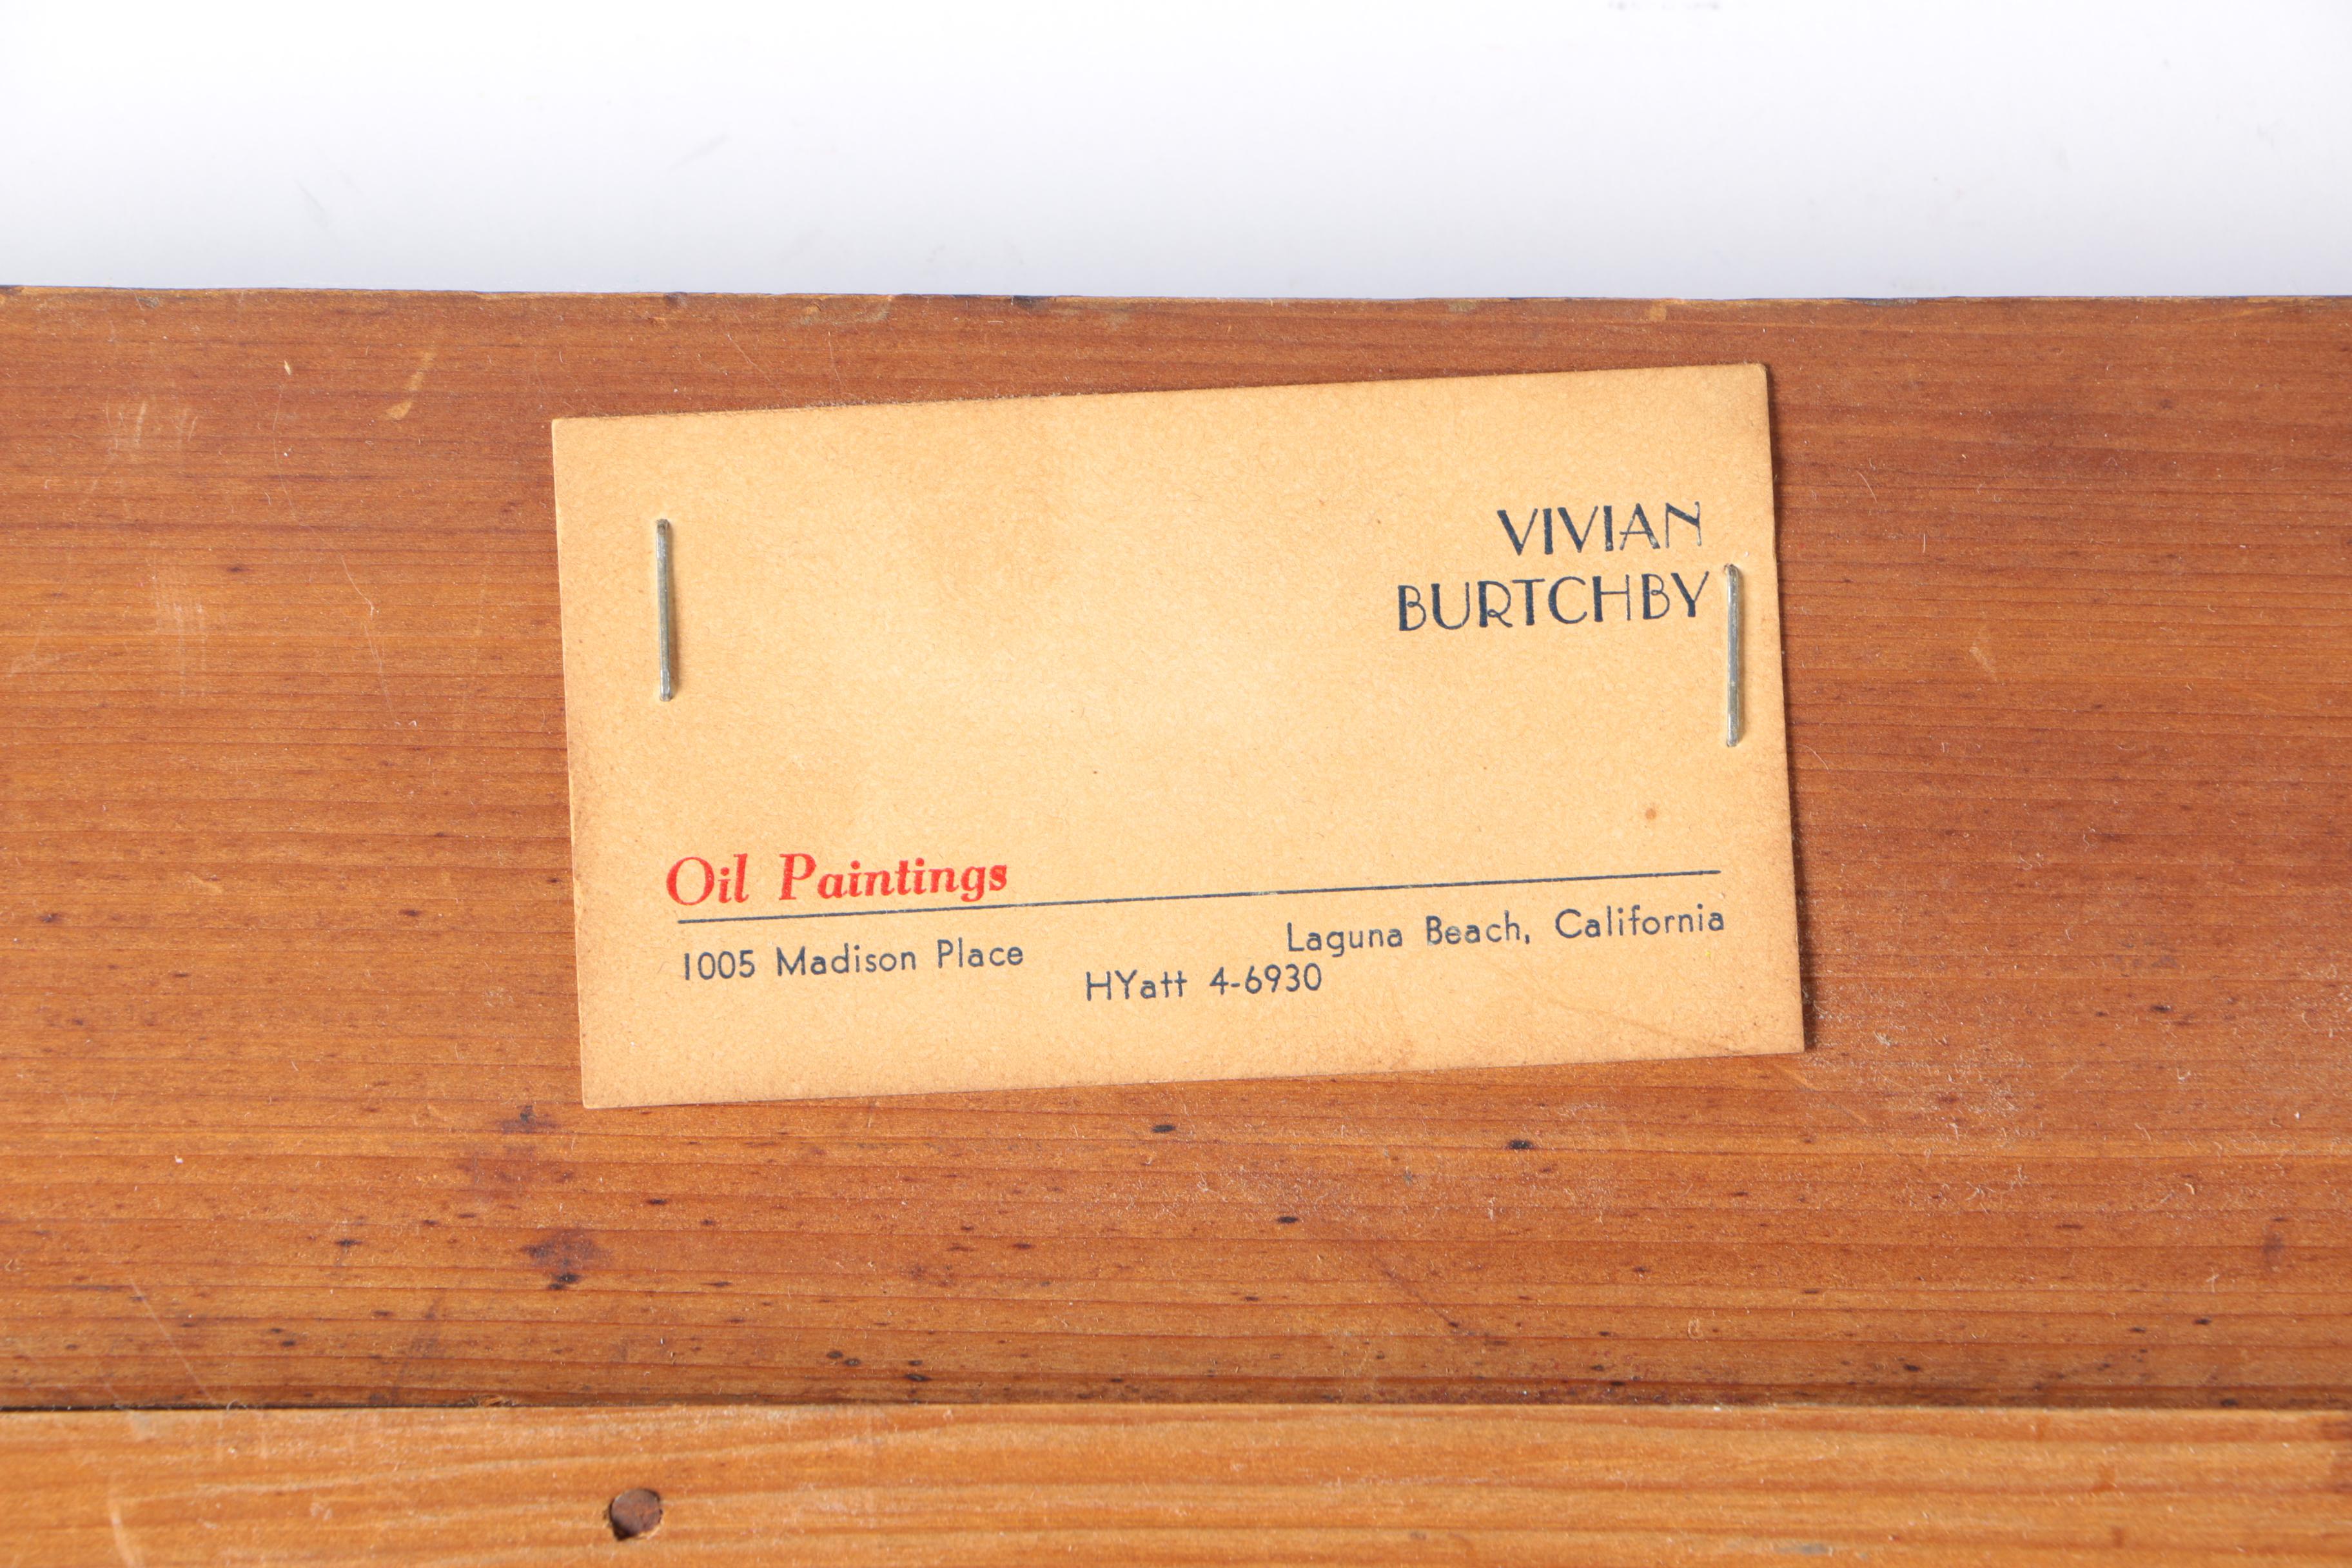 VIVIAN
BURTCHBY
Oil Paintings
1005 Madison Place Laguna Beach, California
HYatt 4-6930